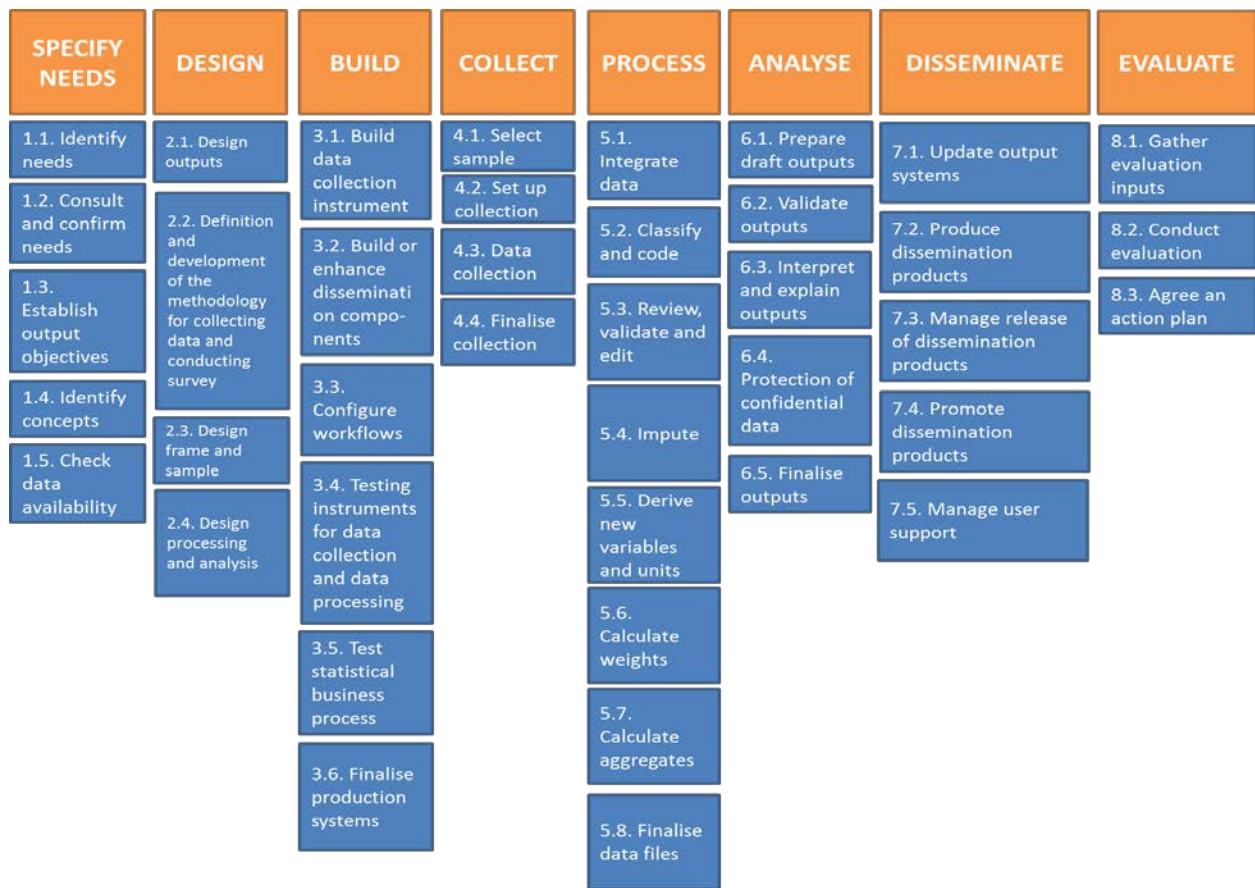 SPECIFY
NEEDS
1.1. Identify
needs
1.2. Consult
and confirm
needs
1.3.
Establish
output
objectives
1.4. Identify
concepts
1.5. Check
data
availability
DESIGN
2.1. Design
outputs
2.2. Definition
and
development
of the
methodology
for collecting
data and
conducting
survey
2.3. Design
frame and
sample
2.4. Design
processing
and analysis
BUILD
3.1. Build
data
collection
instrument
3.2. Build or
enhance
disseminati
on compo-
nents
3.3.
Configure
workflows
3.4. Testing
instruments
for data
collection
and data
processing
3.5. Test
statistical
business
process
3.6. Finalise
production
systems
COLLECT
4.1. Select
sample
4.2. Set up
collection
4.3. Data
collection
4.4. Finalise
collection
PROCESS
5.1.
Integrate
data
5.2. Classify
and code
5.3. Review,
validate and
edit
5.4. Impute
5.5. Derive
new
variables
and units
5.6.
Calculate
weights
5.7.
Calculate
aggregates
5.8. Finalise
data files
ANALYSE
6.1. Prepare
draft outputs
6.2. Validate
outputs
6.3. Interpret
and explain
outputs
6.4.
Protection of
confidential
data
6.5. Finalise
outputs
DISSEMINATE
7.1. Update output
systems
7.2. Produce
dissemination
products
7.3. Manage release
of dissemination
products
7.4. Promote
dissemination
products
7.5. Manage user
support
EVALUATE
8.1. Gather
evaluation
inputs
8.2. Conduct
evaluation
8.3. Agree an
action plan